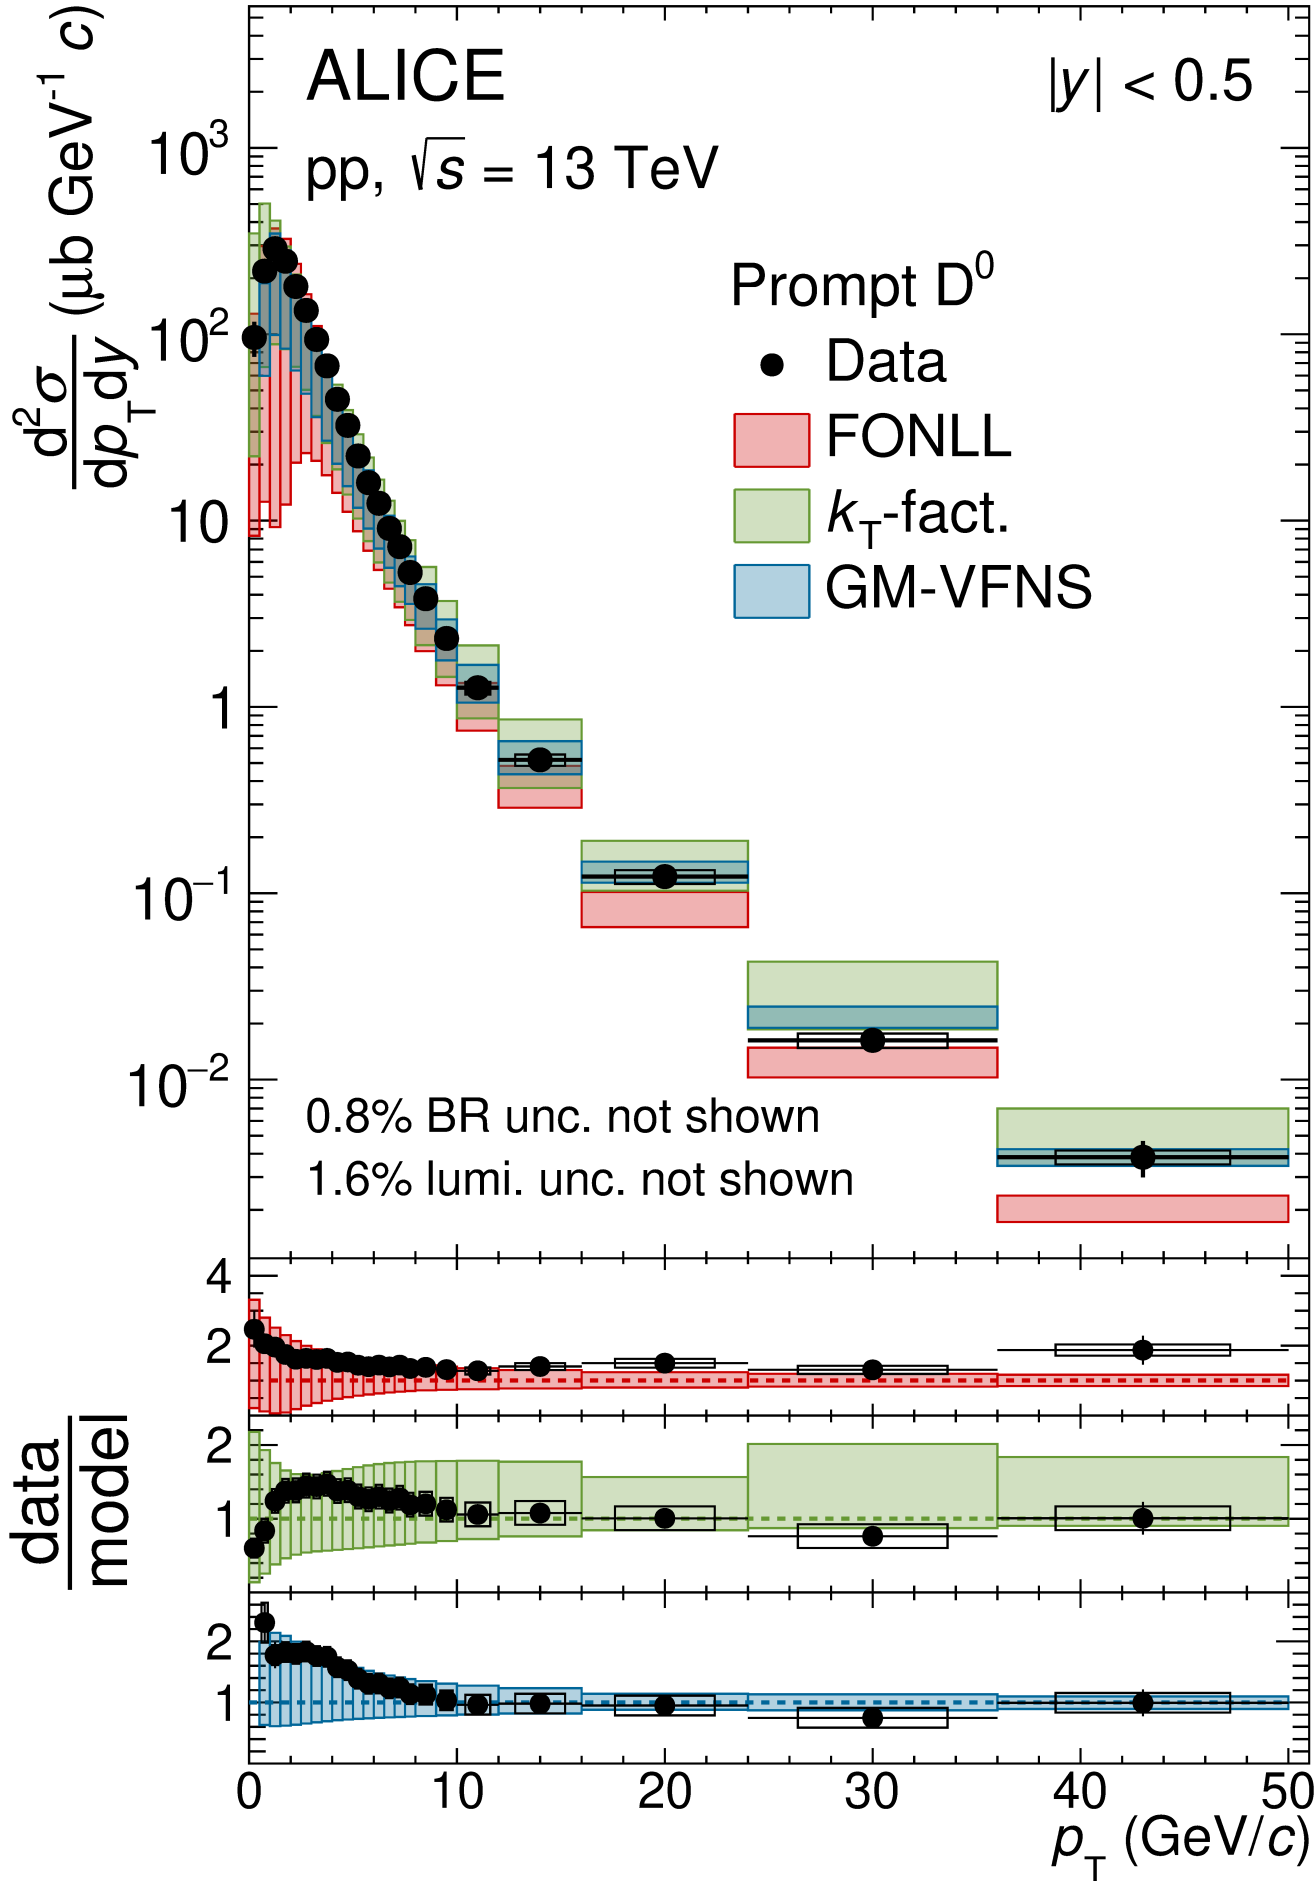 ALICE
|y| < 0.5
pp, √s = 13 TeV
d²σ / dp_T dy (μb GeV⁻¹ c)
10³
10²
10
1
10⁻¹
10⁻²
Prompt D⁰
Data
FONLL
k_T-fact.
GM-VFNS
0.8% BR unc. not shown
1.6% lumi. unc. not shown
data / model
4
2
2
1
2
1
0 10 20 30 40 50
p_T (GeV/c)